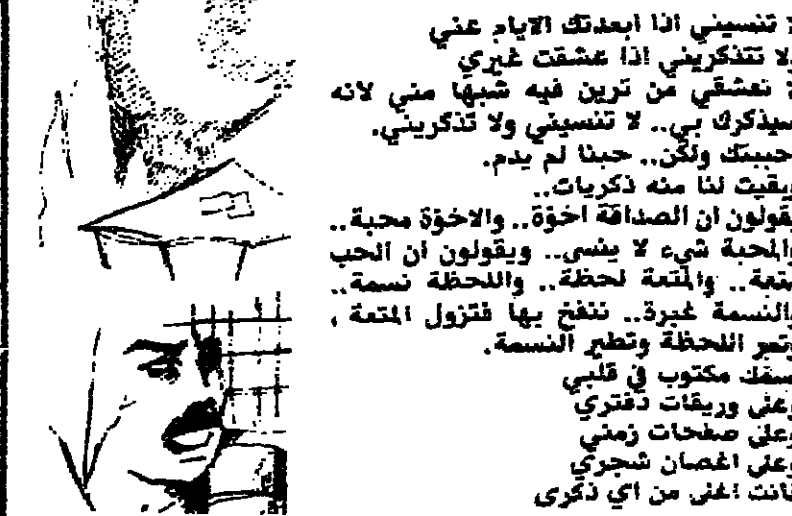 لا تنسيني اذا ابعدتك الايام عني
ولا تتذكريني اذا عشقت غيري
لا تعشقي من ترين فيه شبها مني لانه
سيذكرك بي.. لا تنسيني ولا تذكريني.
احببتك ولكن.. حبنا لم يدم.
وبقيت لنا منه ذكريات..
يقولون ان الصداقة اخوّة.. والاخوّة محبة..
والمحبة شيء لا ينسى.. ويقولون ان الحب
متعة.. والمتعة لحظة.. واللحظة نسمة..
والنسمة غبرة.. ننفخ بها فتزول المتعة ،
وتمر اللحظة وتطير النسمة.
اسمك مكتوب في قلبي
وعلى وريقات دفتري
وعلى صفحات زمني
وعلى اغصان شجري
فانت اغلى من اي ذكرى